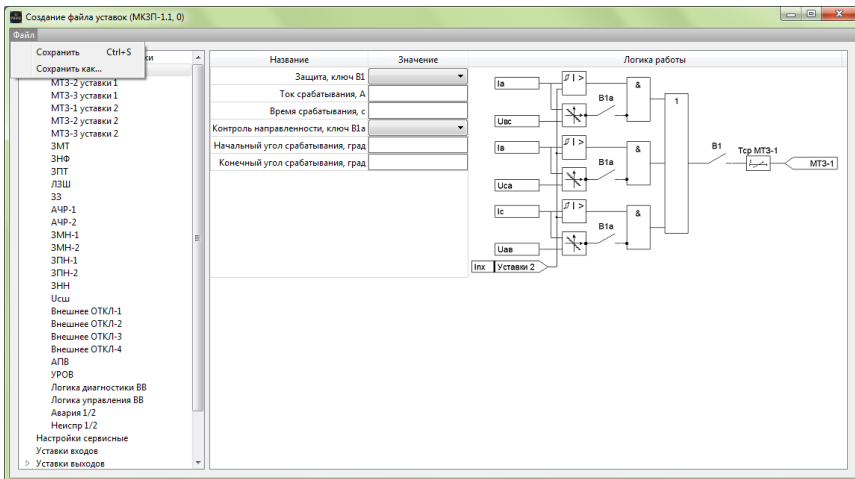 Создание файла уставок (МКЗП-1.1, 0)
Файл
Сохранить Ctrl+S
Сохранить как...
МТЗ-2 уставки 1
МТЗ-3 уставки 1
МТЗ-1 уставки 2
МТЗ-2 уставки 2
МТЗ-3 уставки 2
ЗМТ
ЗНФ
ЗПТ
ЛЗШ
ЗЗ
АЧР-1
АЧР-2
ЗМН-1
ЗМН-2
ЗПН-1
ЗПН-2
ЗНН
Uсш
Внешнее ОТКЛ-1
Внешнее ОТКЛ-2
Внешнее ОТКЛ-3
Внешнее ОТКЛ-4
АПВ
УРОВ
Логика диагностики ВВ
Логика управления ВВ
Авария 1/2
Неиспр 1/2
Настройки сервисные
Уставки входов
Уставки выходов
Название Значение Логика работы
Защита, ключ В1
Ток срабатывания, А
Время срабатывания, с
Контроль направленности, ключ В1а
Начальный угол срабатывания, град
Конечный угол срабатывания, град
Iа I > &
В1а 1
Uвс
Iв I > & В1 Тср МТЗ-1
В1а МТЗ-1
Uса
Iс I > &
В1а
Uав
Inx Уставки 2